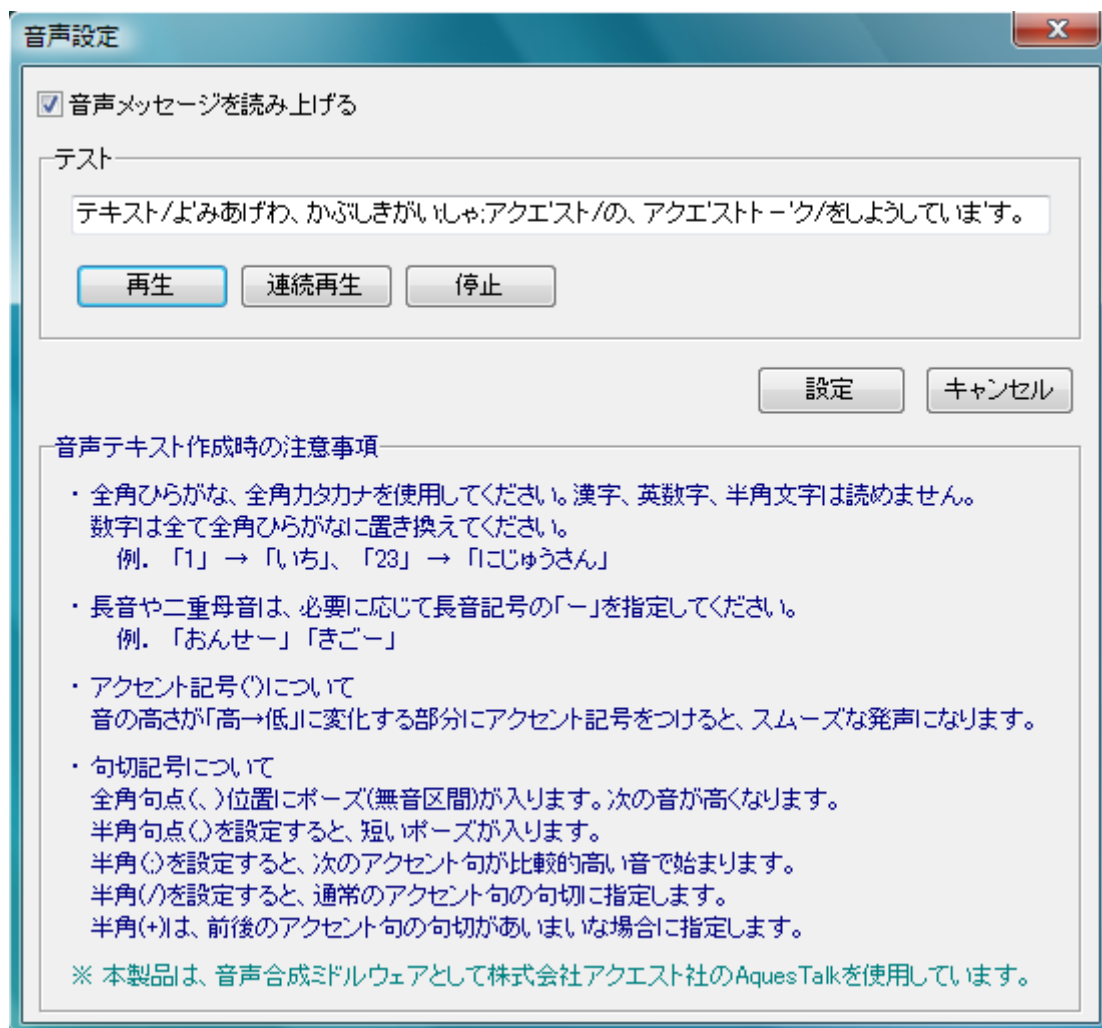 音声設定
音声メッセージを読み上げる
テスト
テキスト/よ'みあげわ、かぶしきがい'しゃ;アクエ'スト/の、アクエ'ストトーク/をしようしていま'す。
再生 連続再生 停止
設定 キャンセル
音声テキスト作成時の注意事項
・全角ひらがな、全角カタカナを使用してください。漢字、英数字、半角文字は読めません。
数字は全て全角ひらがなに置き換えてください。
例．「1」→「いち」、「23」→「にじゅうさん」
・長音や二重母音は、必要に応じて長音記号の「ー」を指定してください。
例．「おんせー」「きごー」
・アクセント記号(')について
音の高さが「高→低」に変化する部分にアクセント記号をつけると、スムーズな発声になります。
・句切記号について
全角句点(、)位置にポーズ(無音区間)が入ります。次の音が高くなります。
半角句点(,)を設定すると、短いポーズが入ります。
半角(;)を設定すると、次のアクセント句が比較的高い音で始まります。
半角(/)を設定すると、通常のアクセント句の句切に指定します。
半角(+)は、前後のアクセント句の句切があいまいな場合に指定します。
※ 本製品は、音声合成ミドルウェアとして株式会社アクエスト社のAquesTalkを使用しています。